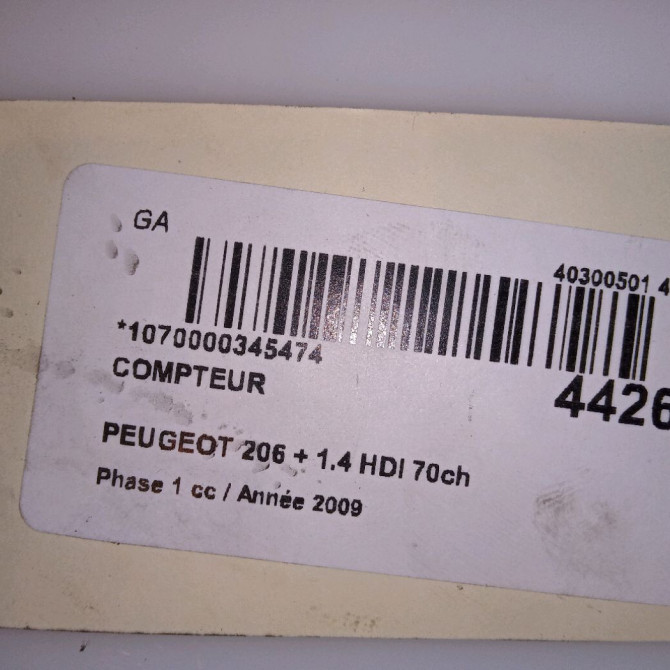 GA
40300501 4
*1070000345474
COMPTEUR
4426
PEUGEOT 206 + 1.4 HDI 70ch
Phase 1 cc / Année 2009